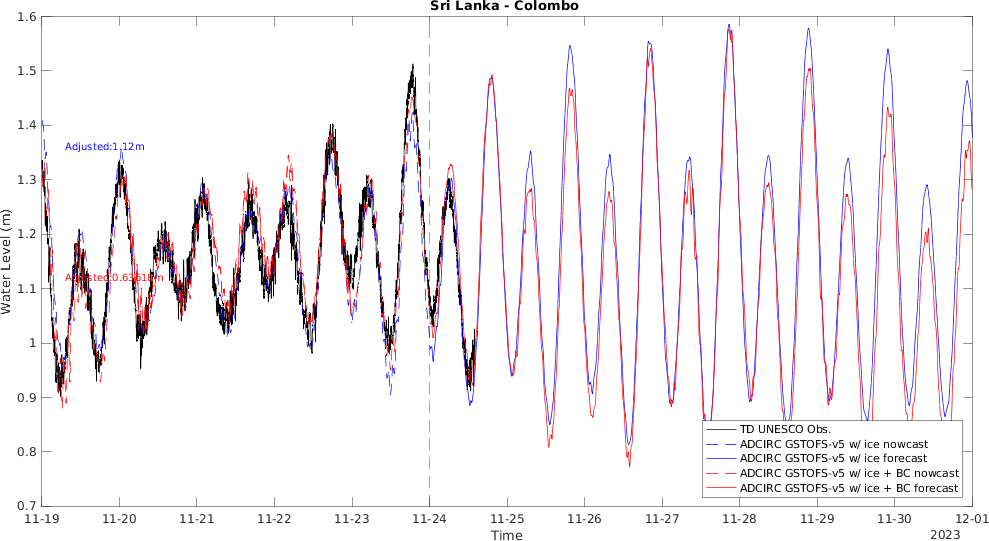 Sri Lanka - Colombo
Water Level (m)
1.6
1.5
1.4
1.3
1.2
1.1
1
0.9
0.8
0.7
Adjusted:1.12m
TD UNESCO Obs.
ADCIRC GSTOFS-v5 w/ ice nowcast
ADCIRC GSTOFS-v5 w/ ice forecast
ADCIRC GSTOFS-v5 w/ ice + BC nowcast
ADCIRC GSTOFS-v5 w/ ice + BC forecast
11-19 11-20 11-21 11-22 11-23 11-24 11-25 11-26 11-27 11-28 11-29 11-30 12-01
Time
2023